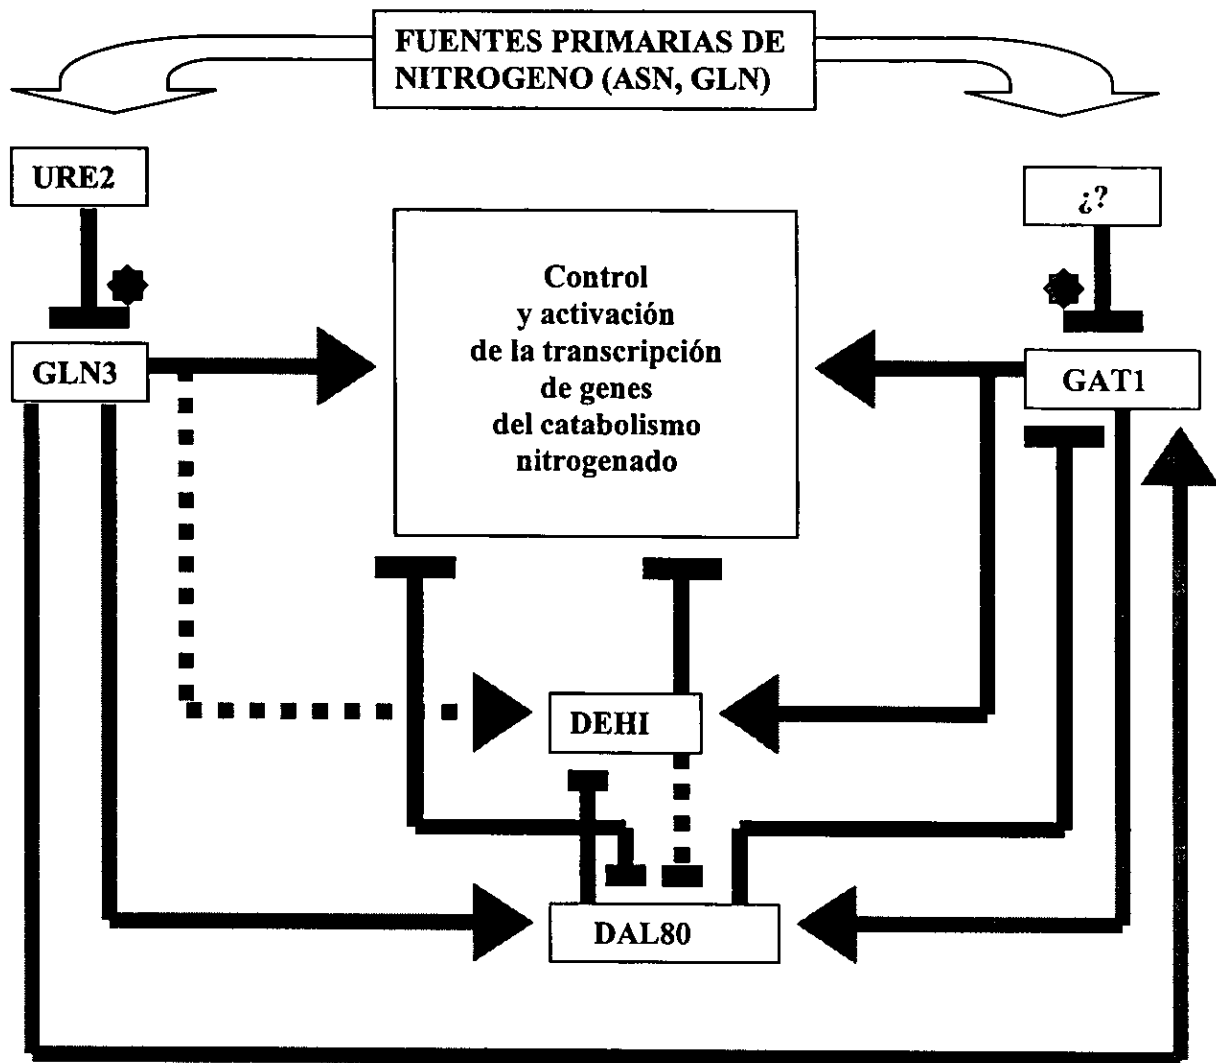 FUENTES PRIMARIAS DE
NITROGENO (ASN, GLN)
URE2
¿?
Control
y activación
de la transcripción
de genes
del catabolismo
nitrogenado
GLN3
GAT1
DEHI
DAL80